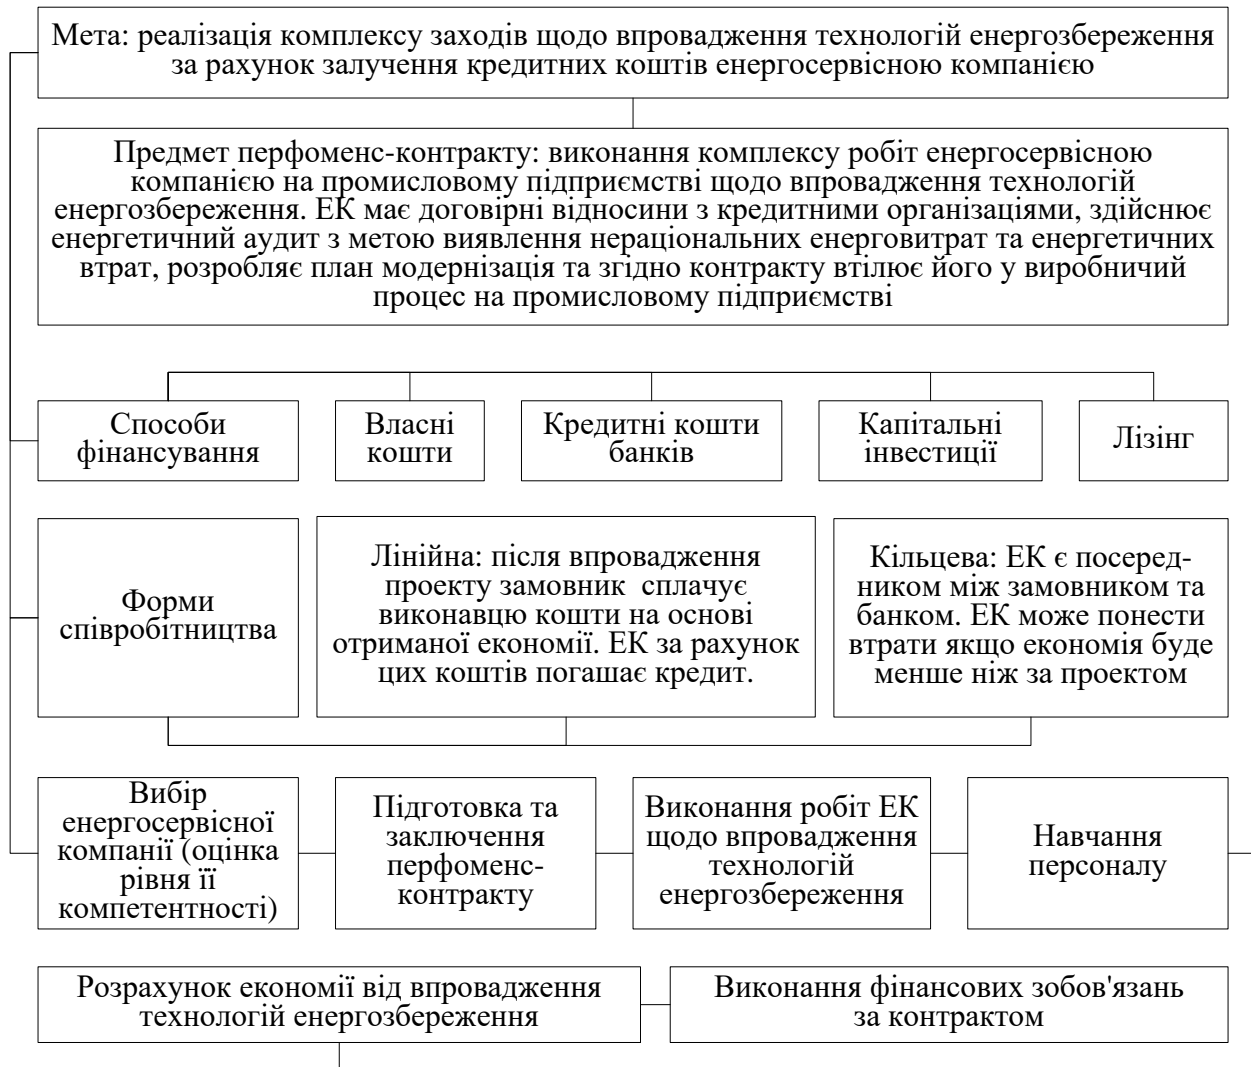 Мета: реалізація комплексу заходів щодо впровадження технологій енергозбереження
за рахунок залучення кредитних коштів енергосервісною компанією
Предмет перфоменс-контракту: виконання комплексу робіт енергосервісною
компанією на промисловому підприємстві щодо впровадження технологій
енергозбереження. ЕК має договірні відносини з кредитними організаціями, здійснює
енергетичний аудит з метою виявлення нераціональних енерговитрат та енергетичних
втрат, розробляє план модернізація та згідно контракту втілює його у виробничий
процес на промисловому підприємстві
Способи
фінансування
Власні
кошти
Кредитні кошти
банків
Капітальні
інвестиції
Лізінг
Форми
співробітництва
Лінійна: після впровадження
проекту замовник сплачує
виконавцю кошти на основі
отриманої економії. ЕК за рахунок
цих коштів погашає кредит.
Кільцева: ЕК є посеред-
ником між замовником та
банком. ЕК може понести
втрати якщо економія буде
менше ніж за проектом
Вибір
енергосервісної
компанії (оцінка
рівня її
компетентності)
Підготовка та
заключення
перфоменс-
контракту
Виконання робіт ЕК
щодо впровадження
технологій
енергозбереження
Навчання
персоналу
Розрахунок економії від впровадження
технологій енергозбереження
Виконання фінансових зобов'язань
за контрактом